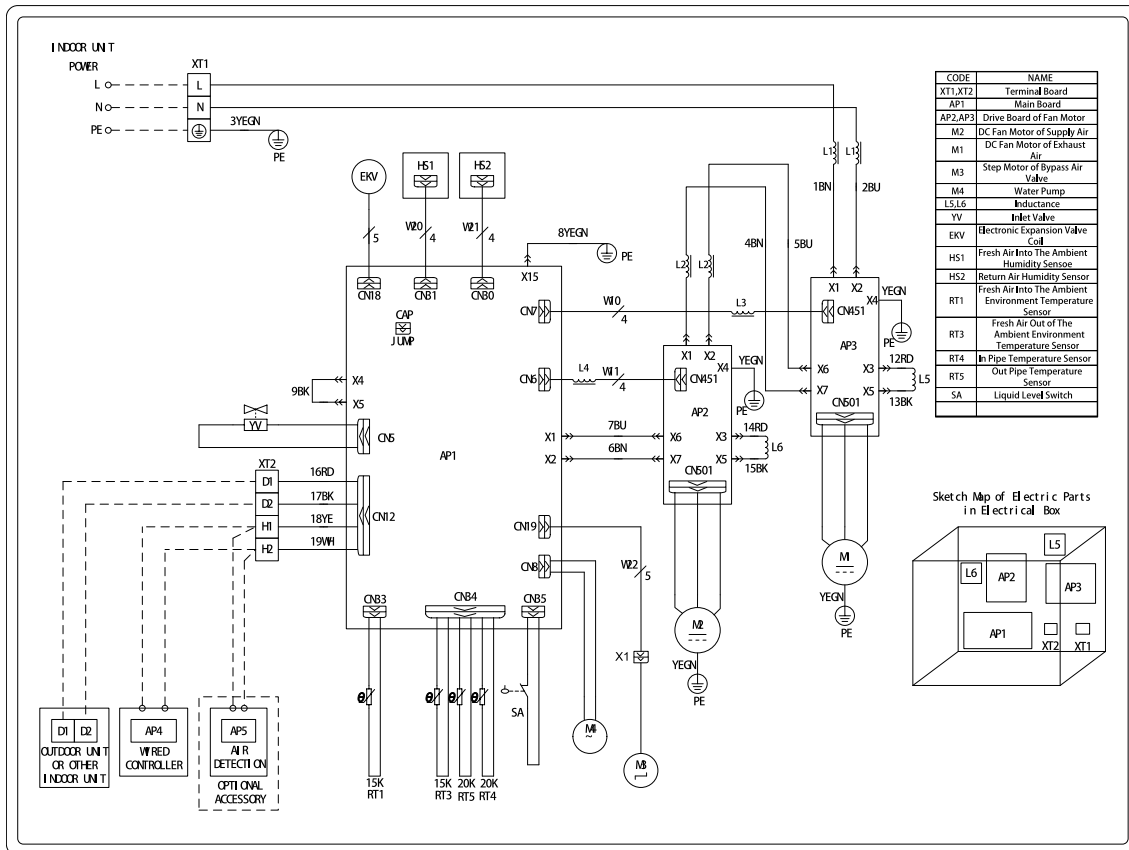 INDOOR UNIT
POWER
XT1
L
L
N
N
PE
3YEGN
PE
CODE NAME
XT1,XT2 Terminal Board
AP1 Main Board
AP2,AP3 Drive Board of Fan Motor
M2 DC Fan Motor of Supply Air
M1 DC Fan Motor of Exhaust
Air
M3 Step Motor of Bypass Air
Valve
M4 Water Pump
L5,L6 Inductance
YV Inlet Valve
EKV Electronic Expansion Valve
Coil
HS1 Fresh Air Into The Ambient
Humidity Sensoe
HS2 Return Air Humidity Sensor
RT1 Fresh Air Into The Ambient
Environment Temperature
Sensor
RT3 Fresh Air Out of The
Ambient Environment
Temperature Sensor
RT4 In Pipe Temperature Sensor
RT5 Out Pipe Temperature
Sensor
SA Liquid Level Switch
L1 L1
1BN 2BU
EKV HS1 HS2
5 W20 4 W21 4
8YEGN
PE
X15
CN18 CN31 CN30
CAP
JUMP
4BN 5BU
L2 L2
CN7 W10 4 L3
X1 X2 YEGN
X4
CN451
PE
AP3
X6 X3 12RD
X7 X5 13BK
L5
CN501
CN6 L4 W11 4
X1 X2 YEGN
X4
CN451
PE
AP2
X6 X3 14RD
X7 X5 15BK
L6
CN501
9BK X4
X5
YV CN5
AP1
X1 7BU
X2 6BN
XT2
D1 16RD
D2 17BK
H1 18YE
H2 19WH
CN12
CN19
CN8
W22 5
CN33 CN34 CN35
M1
YEGN
PE
M2
YEGN
PE
X1
SA
M4
~
M3
θ θ θ θ
15K
RT1
15K
RT3
20K
RT5
20K
RT4
D1 D2
OUTDOOR UNIT
OR OTHER
INDOOR UNIT
AP4
WIRED
CONTROLLER
AP5
AIR
DETECTION
OPTIONAL
ACCESSORY
Sketch Map of Electric Parts
in Electrical Box
L5
L6 AP2 AP3
AP1 XT2 XT1